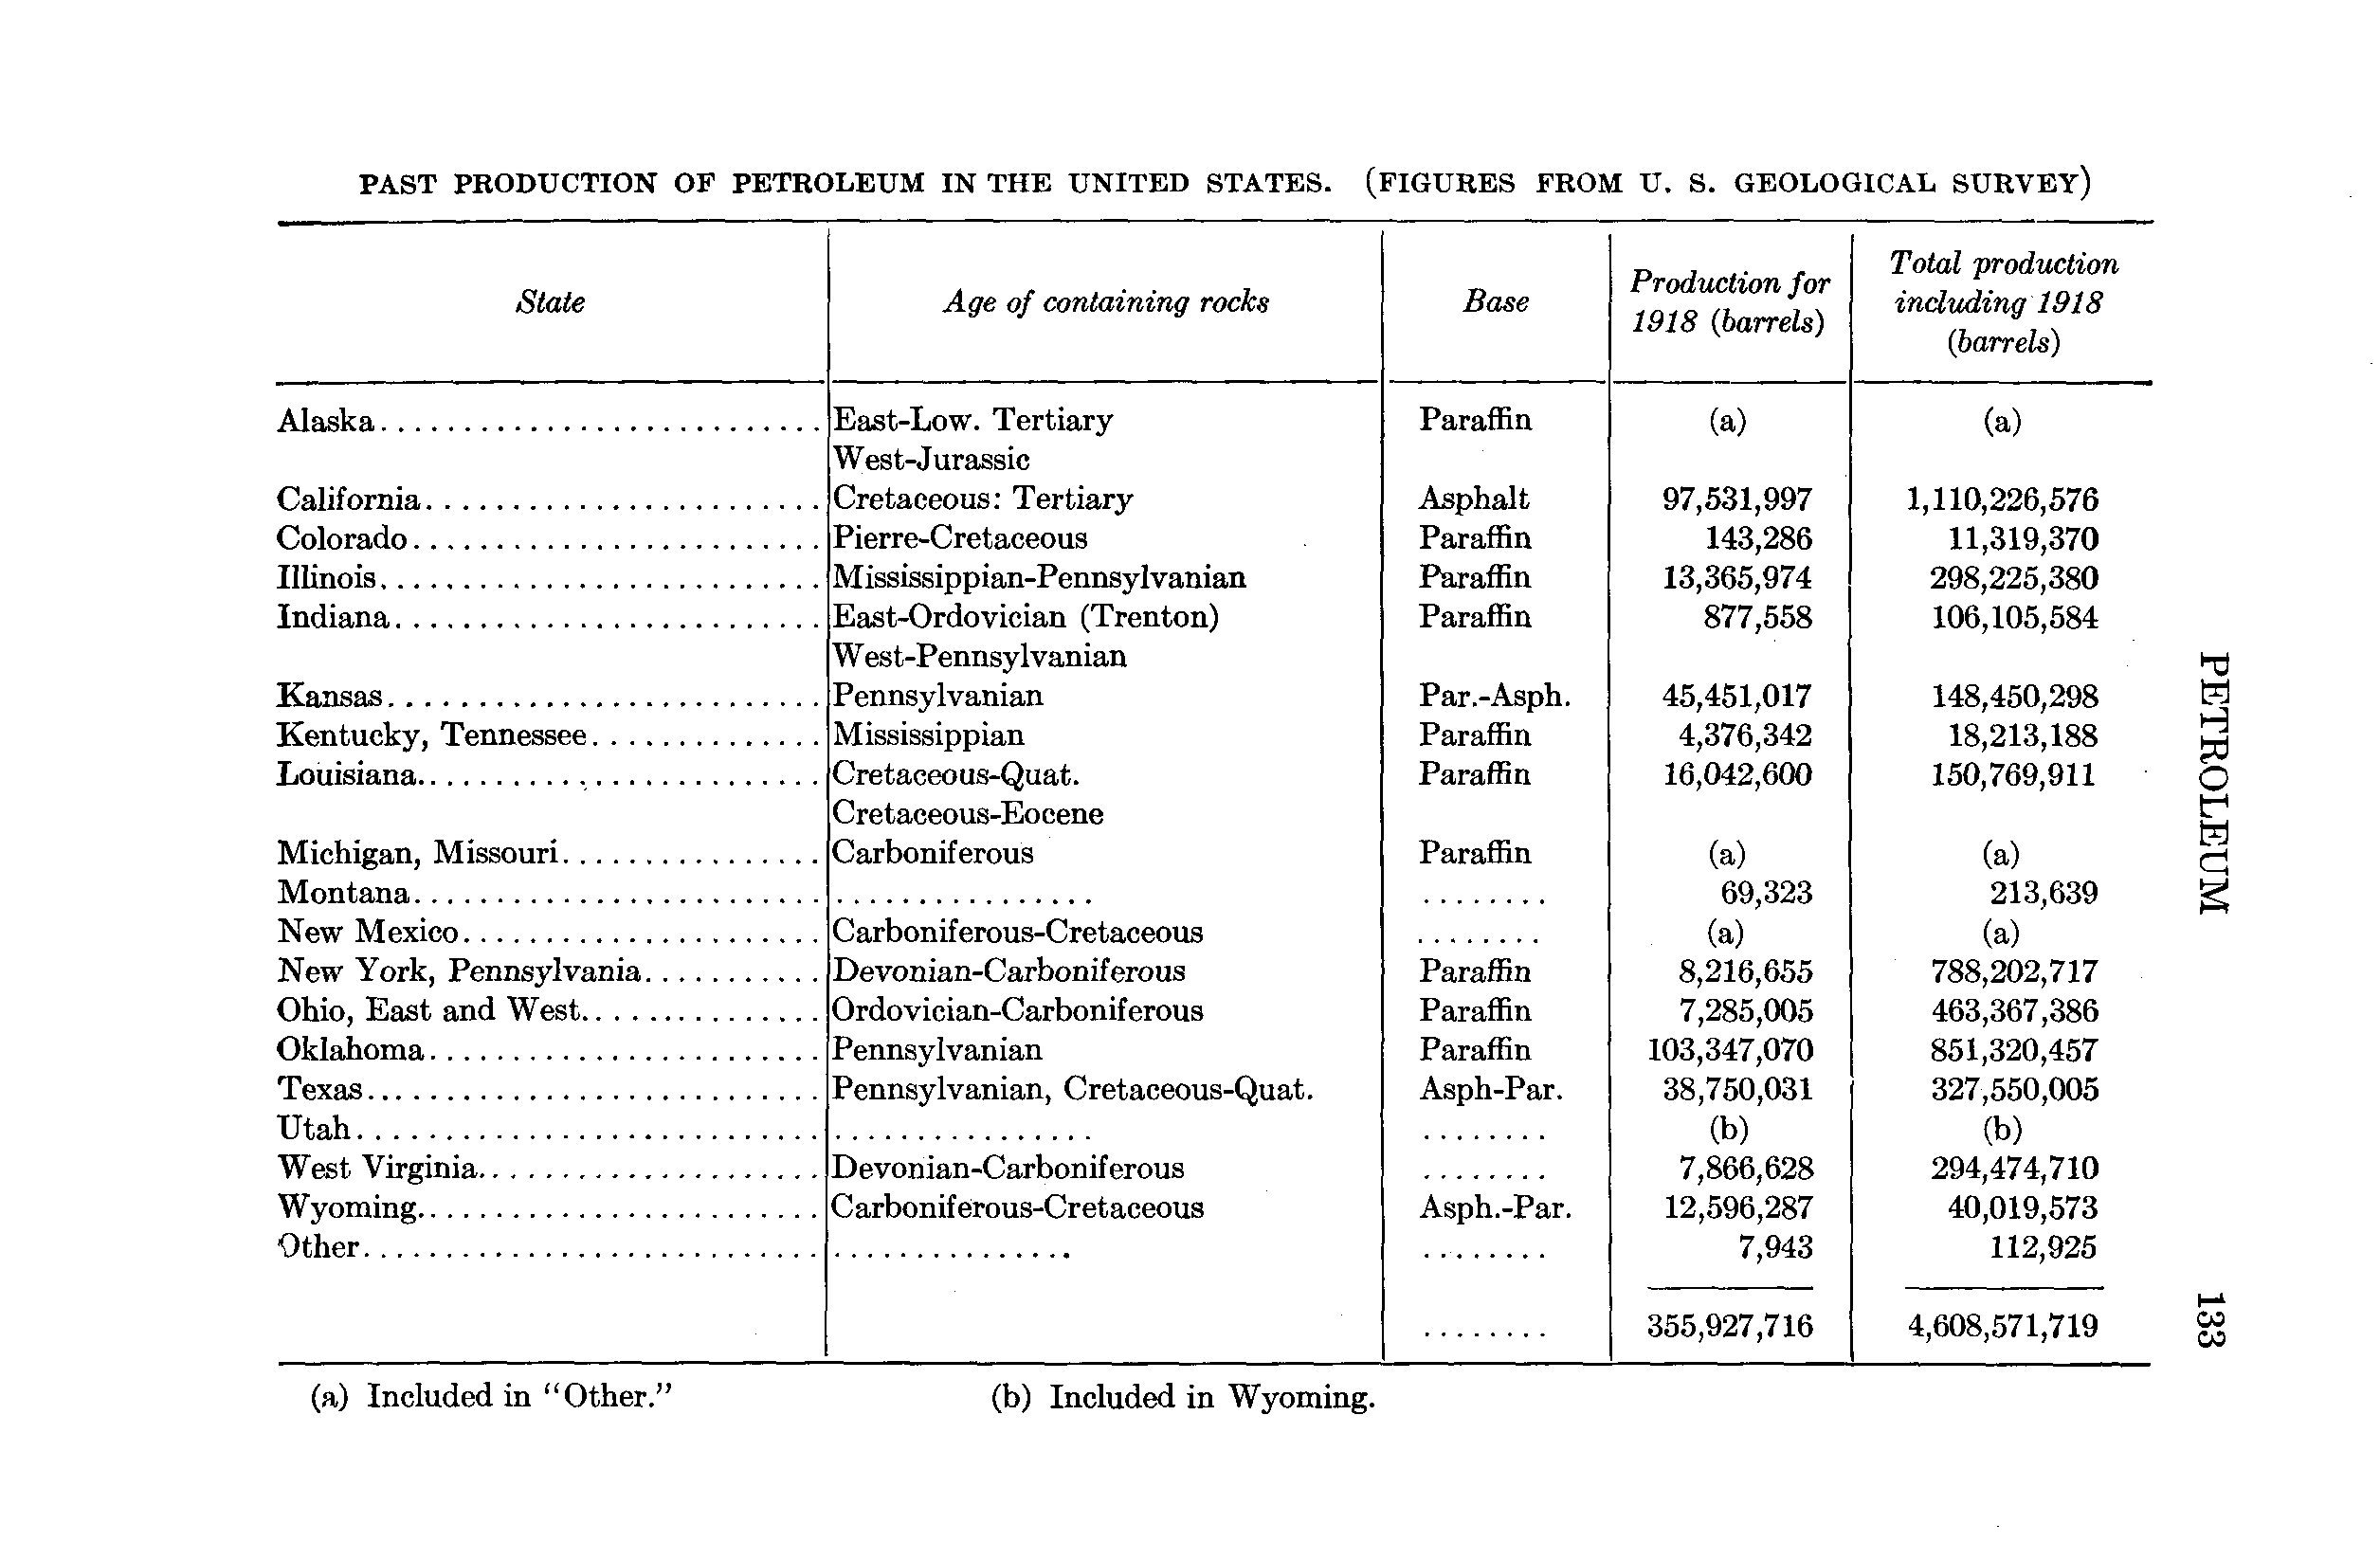 PAST PRODUCTION OF PETROLEUM IN THE UNITED STATES. (FIGURES FROM U. S. GEOLOGICAL SURVEY)
State Age of containing rocks Base Production for 1918 (barrels) Total production including 1918 (barrels)
Alaska East-Low. Tertiary Paraffin (a) (a)
West-Jurassic
California Cretaceous: Tertiary Asphalt 97,531,997 1,110,226,576
Colorado Pierre-Cretaceous Paraffin 143,286 11,319,370
Illinois Mississippian-Pennsylvanian Paraffin 13,365,974 298,225,380
Indiana East-Ordovician (Trenton) Paraffin 877,558 106,105,584
West-Pennsylvanian
Kansas Pennsylvanian Par.-Asph. 45,451,017 148,450,298
Kentucky, Tennessee Mississippian Paraffin 4,376,342 18,213,188
Louisiana Cretaceous-Quat. Paraffin 16,042,600 150,769,911
Cretaceous-Eocene
Michigan, Missouri Carboniferous Paraffin (a) (a)
Montana 69,323 213,639
New Mexico Carboniferous-Cretaceous (a) (a)
New York, Pennsylvania Devonian-Carboniferous Paraffin 8,216,655 788,202,717
Ohio, East and West Ordovician-Carboniferous Paraffin 7,285,005 463,367,386
Oklahoma Pennsylvanian Paraffin 103,347,070 851,320,457
Texas Pennsylvanian, Cretaceous-Quat. Asph-Par. 38,750,031 327,550,005
Utah (b) (b)
West Virginia Devonian-Carboniferous 7,866,628 294,474,710
Wyoming Carboniferous-Cretaceous Asph.-Par. 12,596,287 40,019,573
Other 7,943 112,925
355,927,716 4,608,571,719
(a) Included in "Other." (b) Included in Wyoming.
PETROLEUM 133